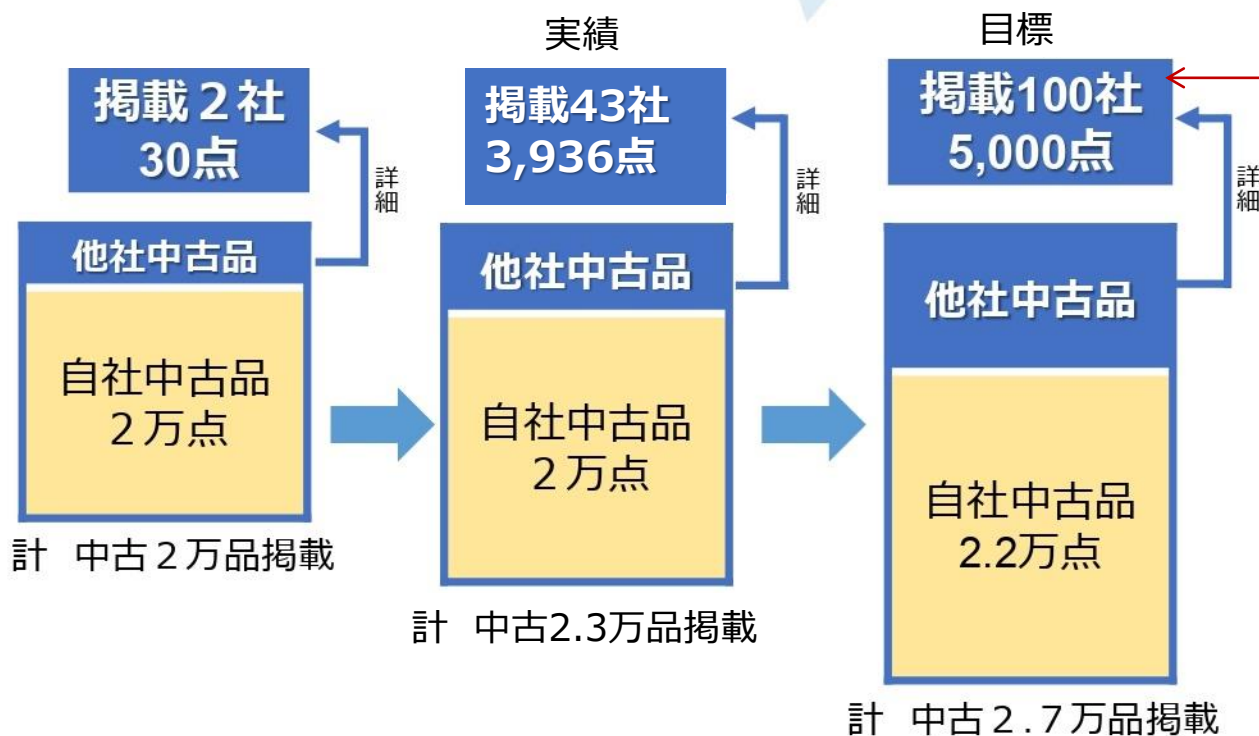 掲載２社
30点
詳細
他社中古品
自社中古品
２万点
計 中古２万品掲載
実績
掲載43社
3,936点
詳細
他社中古品
自社中古品
２万点
計 中古2.3万品掲載
目標
掲載100社
5,000点
詳細
他社中古品
自社中古品
2.2万点
計 中古２.７万品掲載